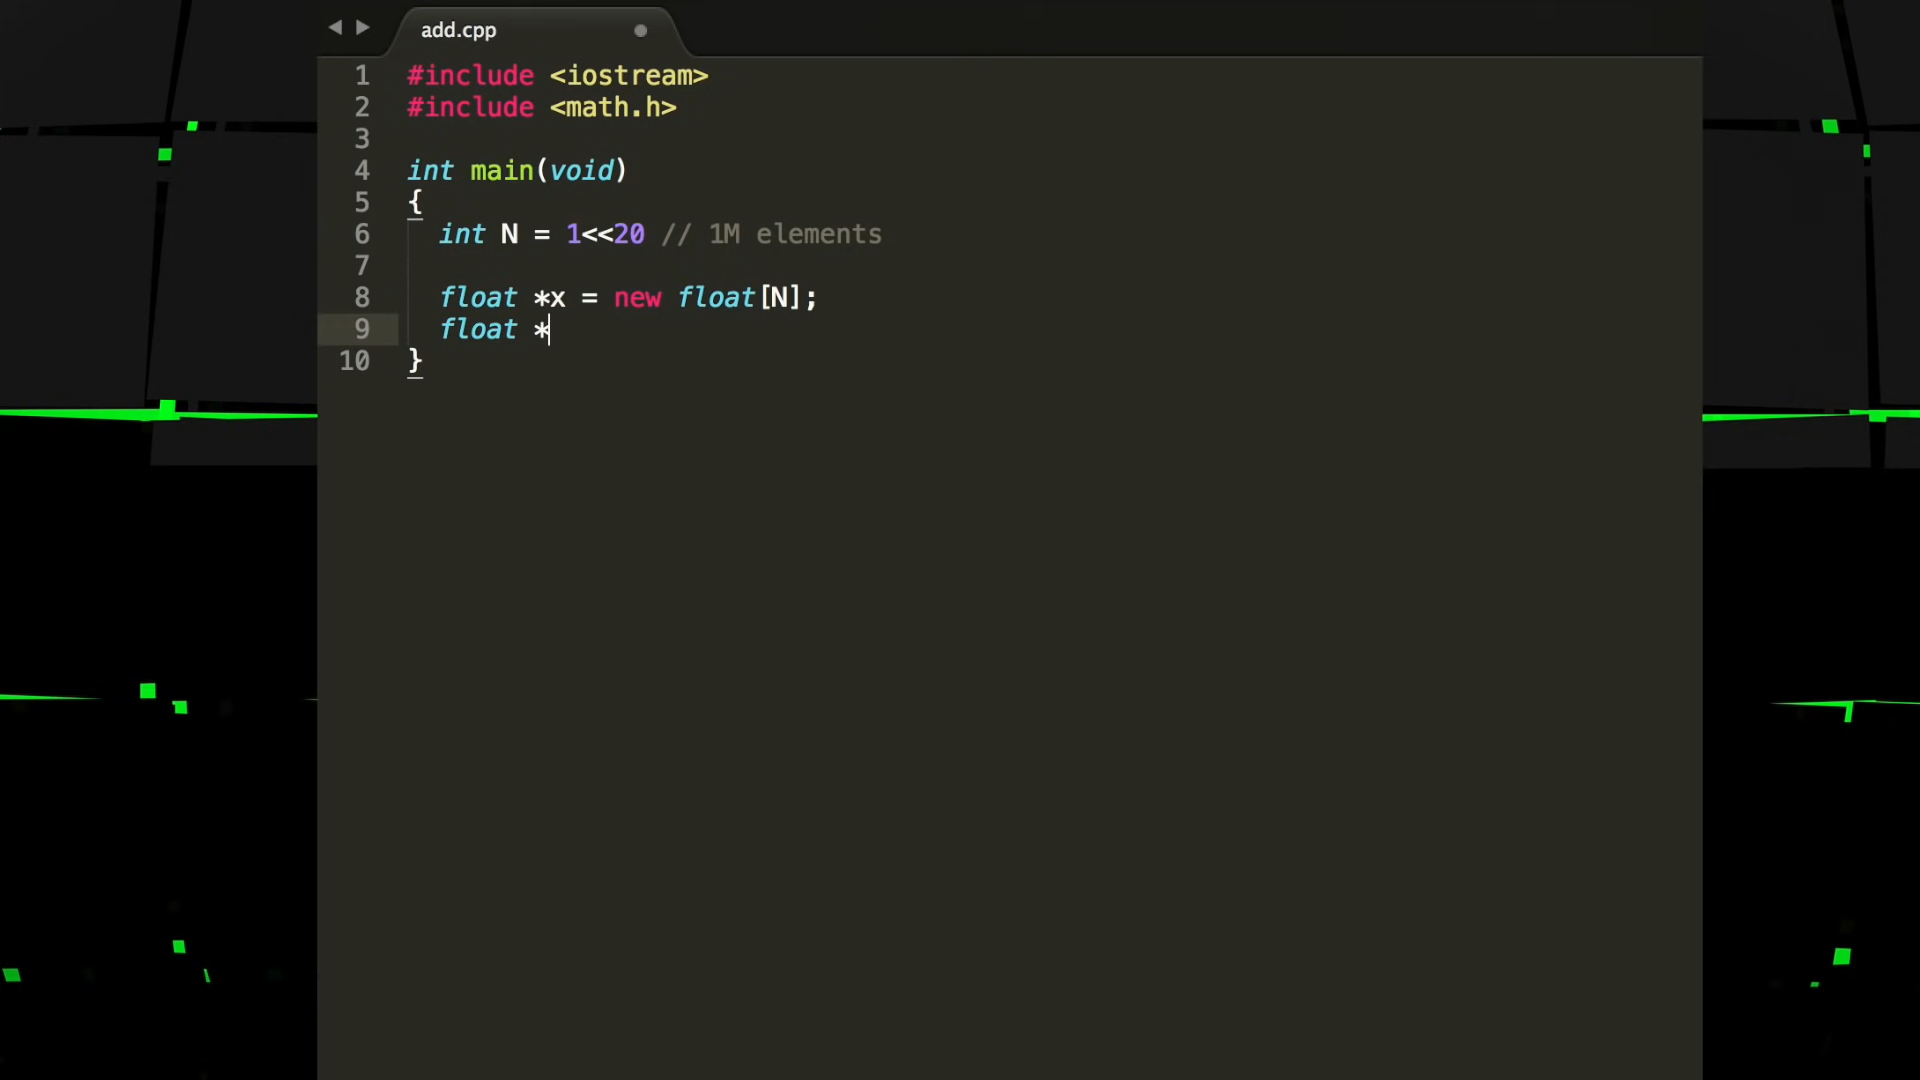 add.cpp
1 #include <iostream>
2 #include <math.h>
3
4 int main(void)
5 {
6   int N = 1<<20 // 1M elements
7
8   float *x = new float[N];
9   float *
10 }